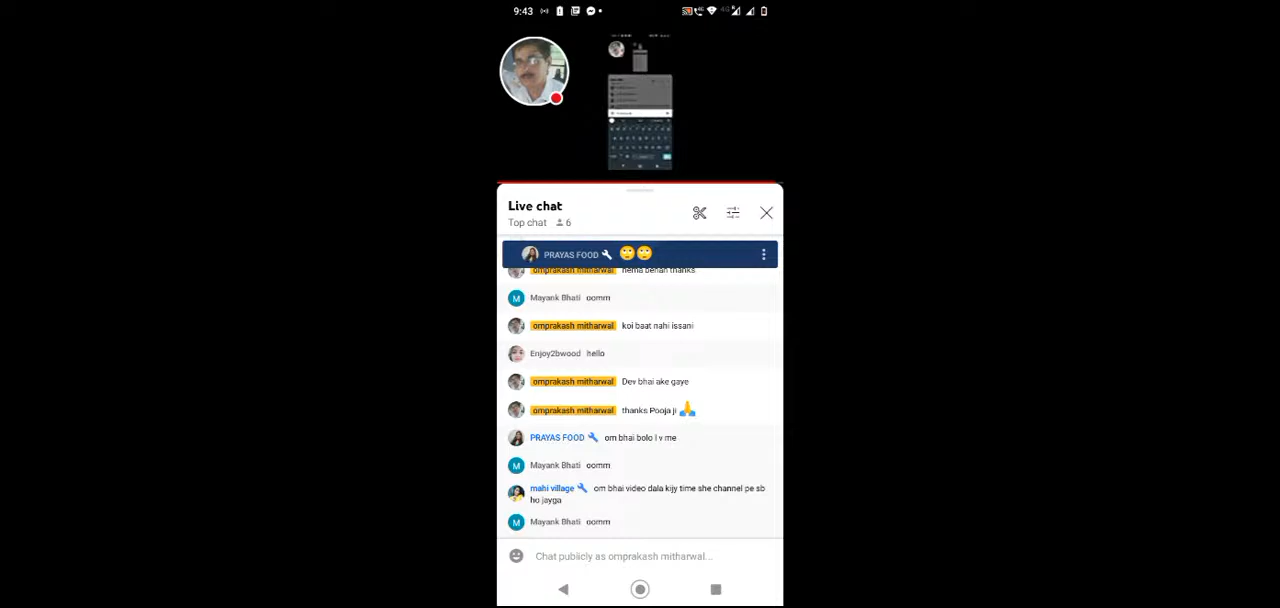 9:43
4G
Live chat
Top chat 6
PRAYAS FOOD 🙄🙄
omprakash mitharwal hema behan thanks
M Mayank Bhati oomm
omprakash mitharwal koi baat nahi issani
Enjoy2bwood hello
omprakash mitharwal Dev bhai ake gaye
omprakash mitharwal thanks Pooja ji 🙏
PRAYAS FOOD om bhai bolo l v me
M Mayank Bhati oomm
mahi village om bhai video dala kijy time she channel pe sb
ho jayga
M Mayank Bhati oomm
Chat publicly as omprakash mitharwal...